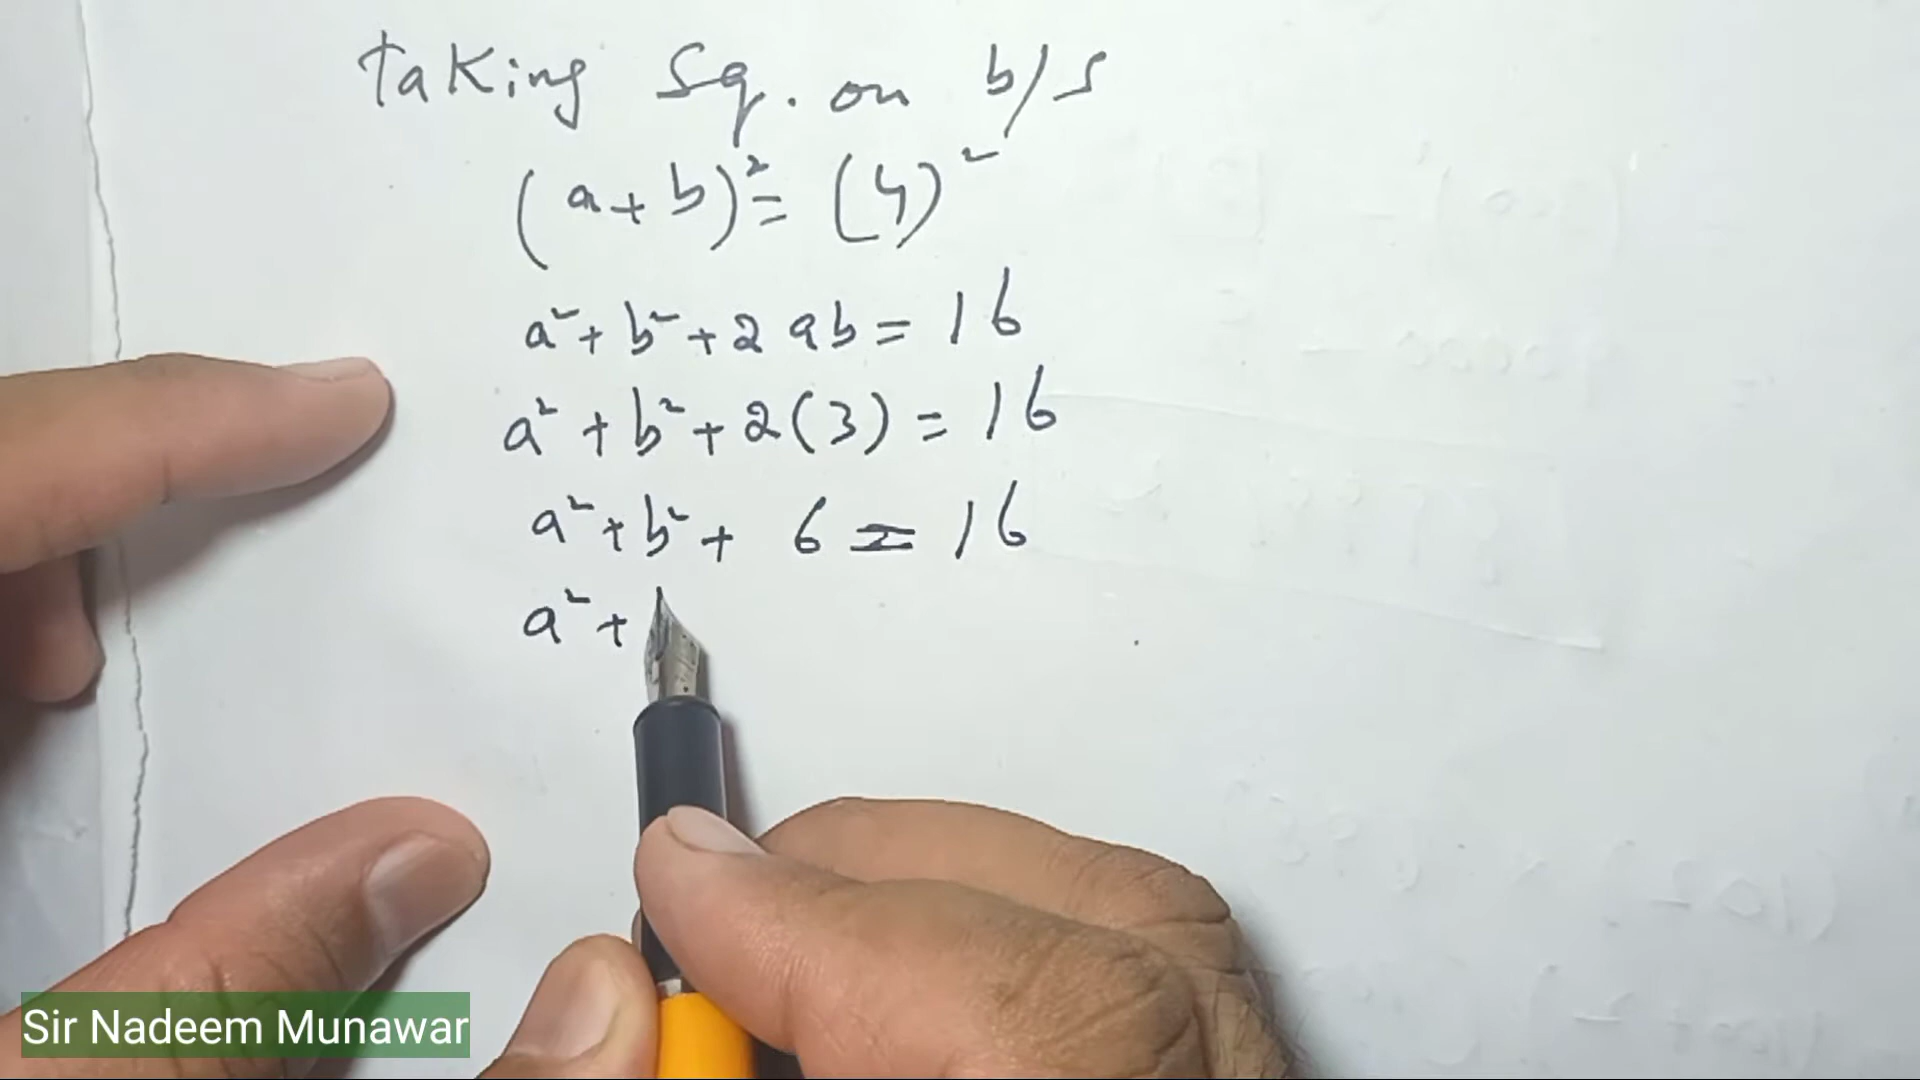 Taking Sq. on b/s
(a+b)² = (4)²
a² + b² + 2ab = 16
a² + b² + 2(3) = 16
a² + b² + 6 = 16
a² +
Sir Nadeem Munawar